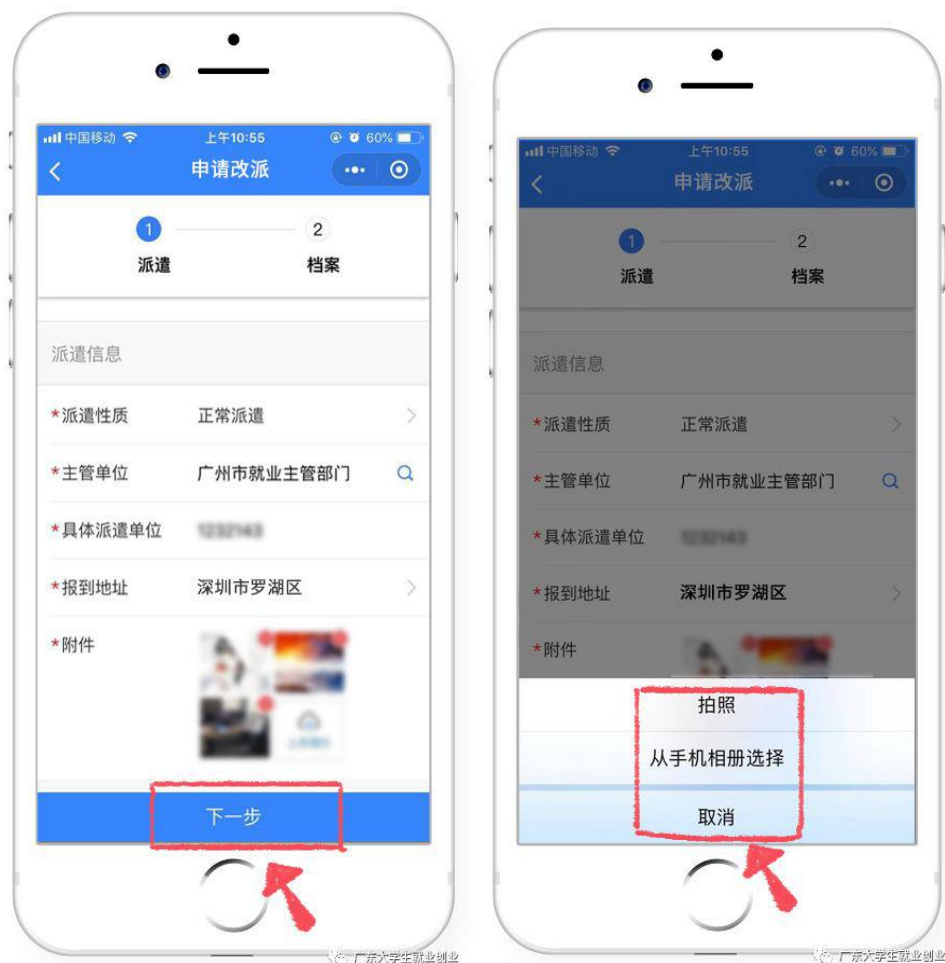 中国移动 上午10:55 60%
申请改派
1 2
派遣 档案
派遣信息
*派遣性质 正常派遣
*主管单位 广州市就业主管部门
*具体派遣单位
*报到地址 深圳市罗湖区
*附件
下一步
广东大学生就业创业
中国移动 上午10:55 60%
申请改派
1 2
派遣 档案
派遣信息
*派遣性质 正常派遣
*主管单位 广州市就业主管部门
*具体派遣单位
*报到地址 深圳市罗湖区
*附件
拍照
从手机相册选择
取消
广东大学生就业创业